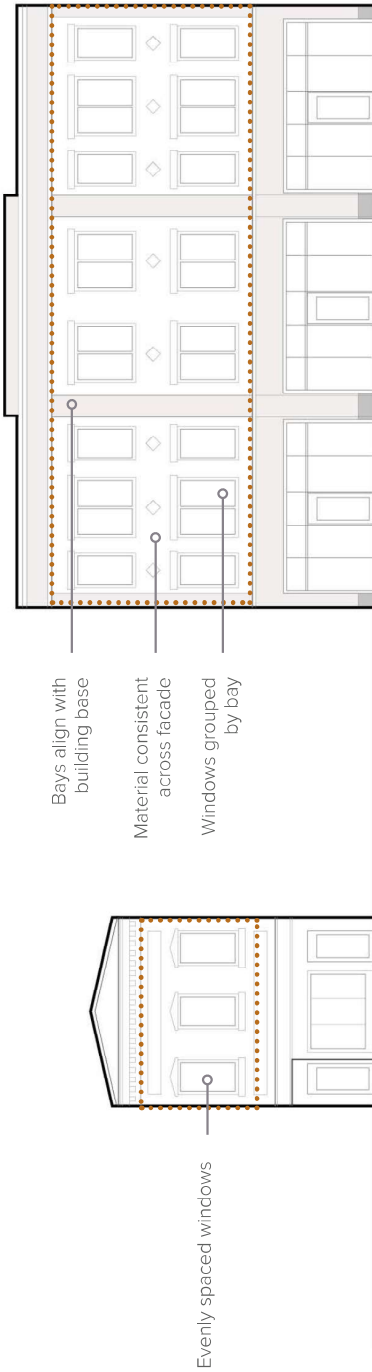 Evenly spaced windows
Bays align with
building base
Material consistent
across facade
Windows grouped
by bay